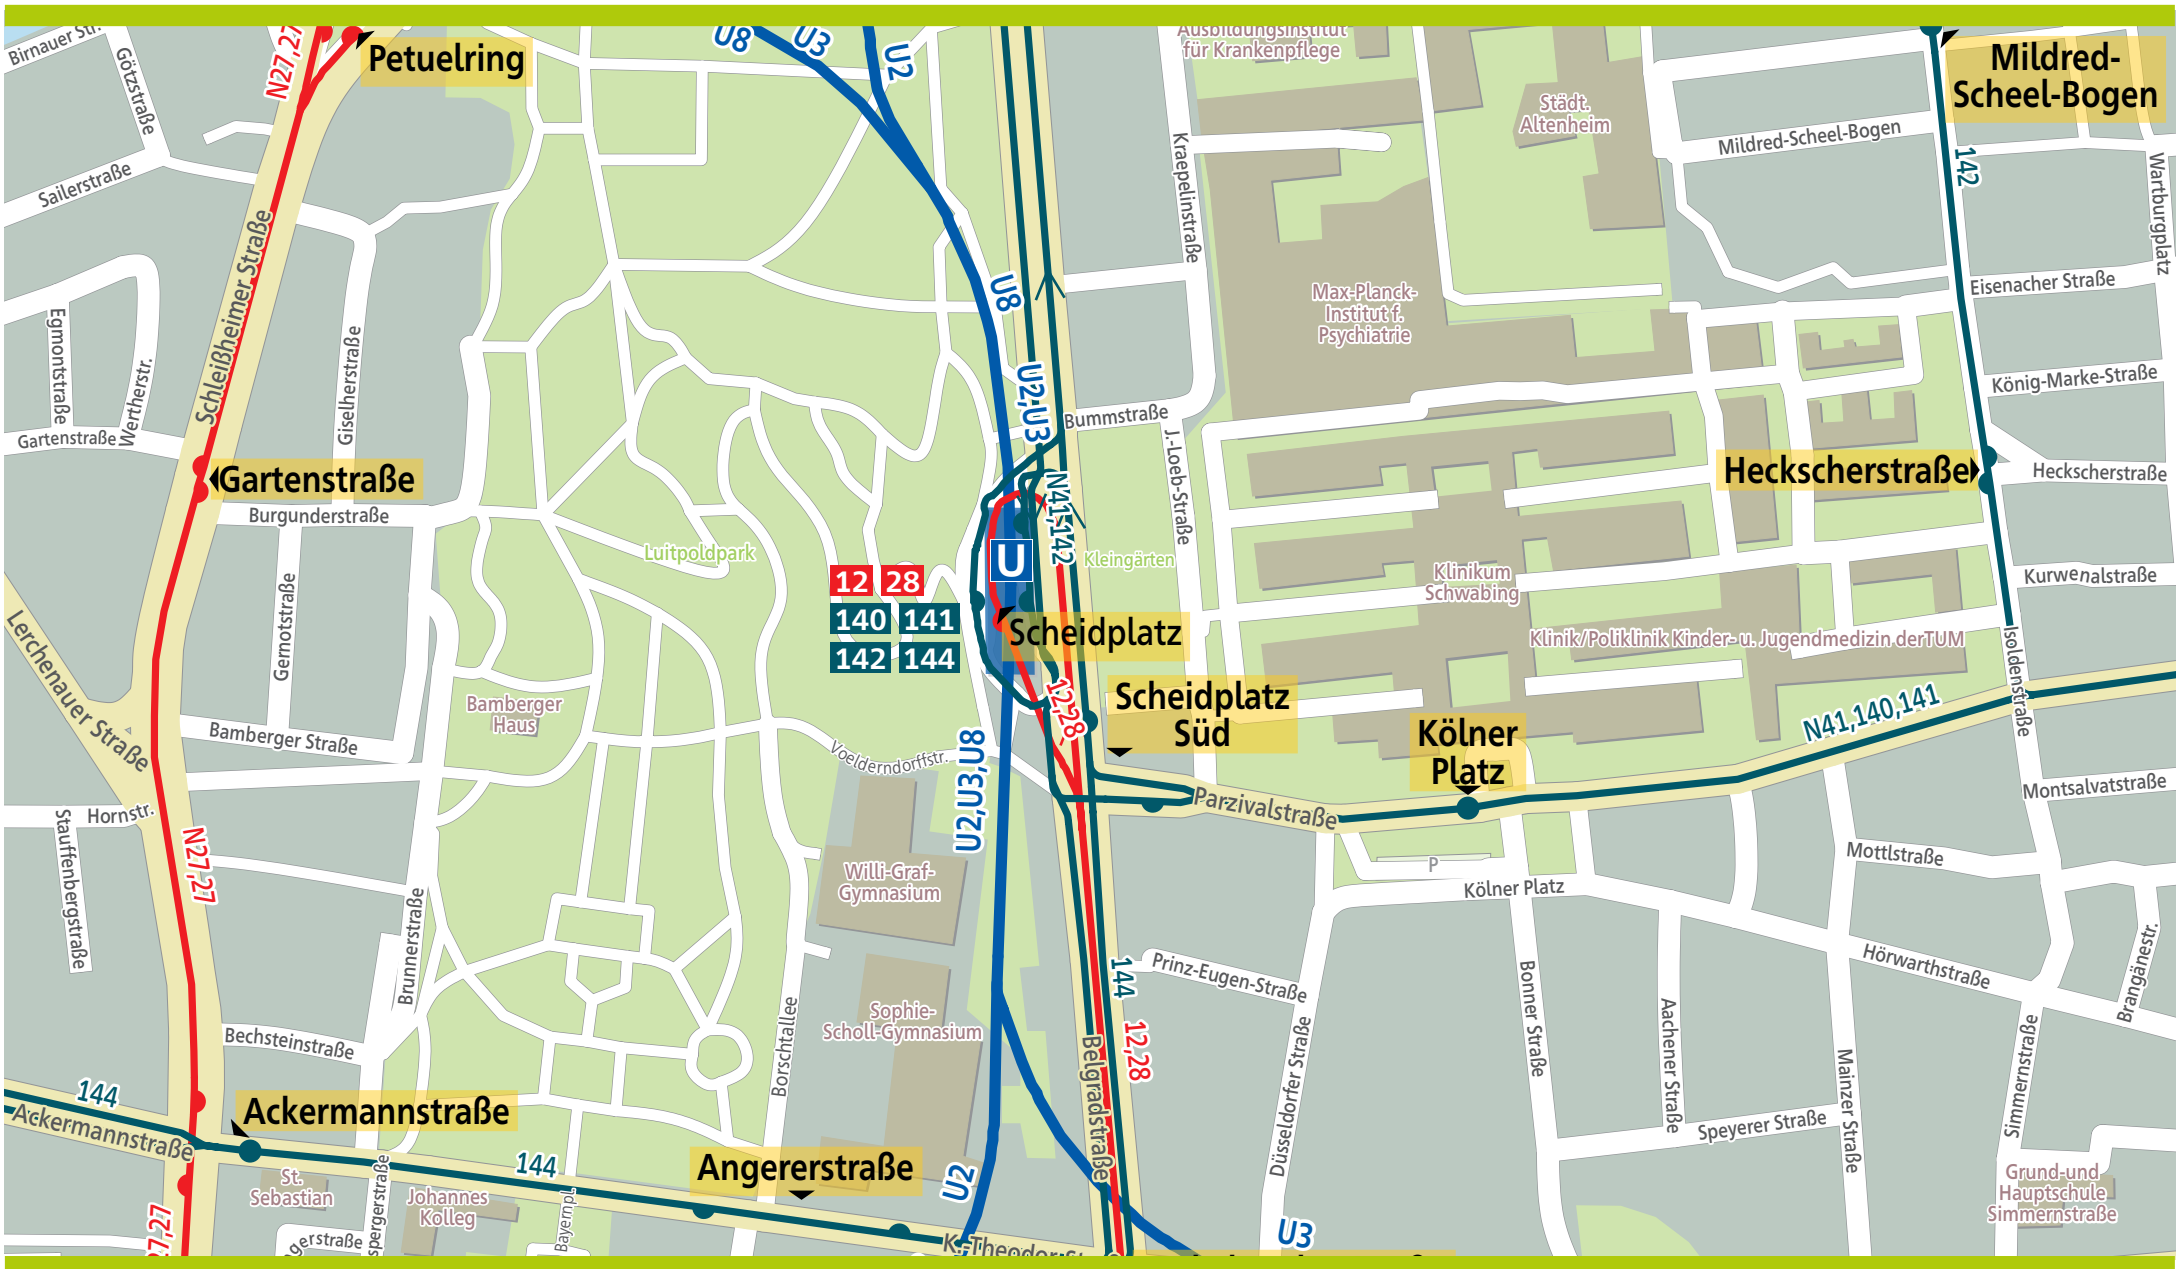 Birnauer Str.
Götzstraße
N27,27
Petuelring
U8
U3
U2
Ausbildungsinstitut
für Krankenpflege
Städt.
Altenheim
Mildred-
Scheel-Bogen
Mildred-Scheel-Bogen
142
Wartburgplatz
Sailerstraße
Schleißheimer Straße
Kraepelinstraße
Eisenacher Straße
Egmontstraße
Wertherstr.
Giselherstraße
U8
Max-Planck-
Institut f.
Psychiatrie
U2,U3
König-Marke-Straße
Gartenstraße
Gartenstraße
Bummstraße
J.-Loeb-Straße
Heckscherstraße
Heckscherstraße
Burgunderstraße
N41,142
Luitpoldpark
U
Kleingärten
Klinikum
Schwabing
Kurwenalstraße
12 28
140 141
142 144
Scheidplatz
Gernotstraße
Klinik/Poliklinik Kinder- u. Jugendmedizin derTUM
Isoldenstraße
Lerchenauer Straße
Bamberger
Haus
Bamberger Straße
12,28
Scheidplatz
Süd
Kölner
Platz
N41,140,141
Voelderndorffstr.
U2,U3,U8
Parzivalstraße
Montsalvatstraße
Hornstr.
Stauffenbergstraße
N27,27
Willi-Graf-
Gymnasium
P
Kölner Platz
Mottlstraße
Brunnerstraße
Hörwarthstraße
Brangänestr.
144
Prinz-Eugen-Straße
Bonner Straße
Aachener Straße
Sophie-
Scholl-Gymnasium
Borschtallee
Bechsteinstraße
12,28
Belgradstraße
Düsseldorfer Straße
Mainzer Straße
Simmernstraße
144
Ackermannstraße
Ackermannstraße
Speyerer Straße
144
Angererstraße
St.
Sebastian
Johannes
Kolleg
spergerstraße
Bayernpl.
gerstraße
27,27
U2
U3
Grund-und
Hauptschule
Simmernstraße